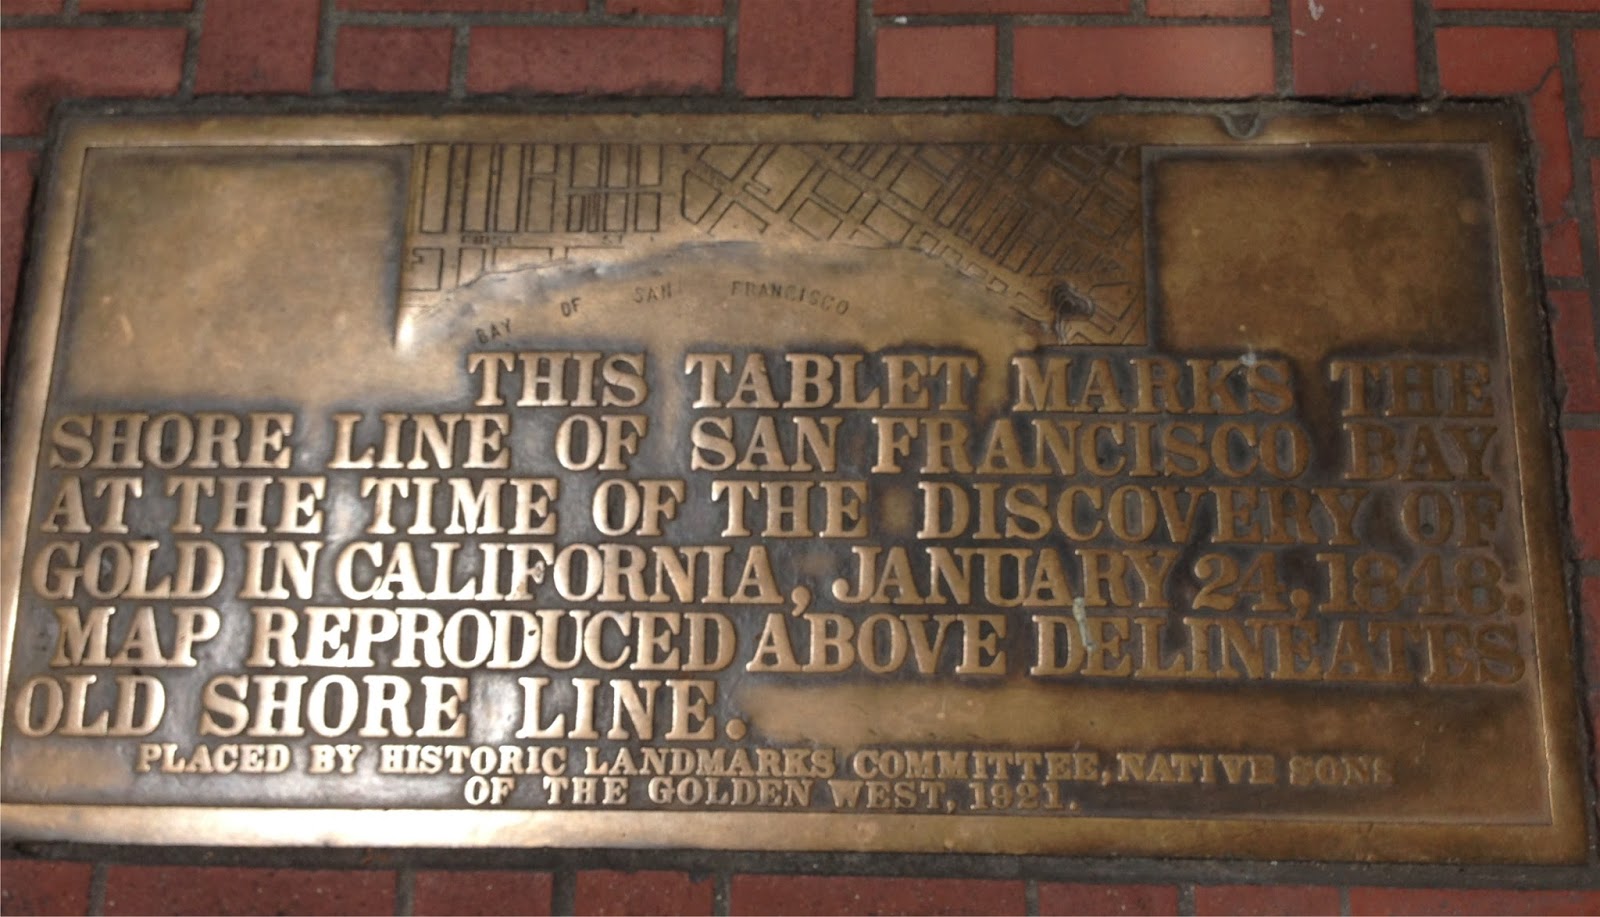 FIRST ST
BAY OF SAN FRANCISCO
THIS TABLET MARKS THE
SHORE LINE OF SAN FRANCISCO BAY
AT THE TIME OF THE DISCOVERY OF
GOLD IN CALIFORNIA, JANUARY 24, 1848.
MAP REPRODUCED ABOVE DELINEATES
OLD SHORE LINE.
PLACED BY HISTORIC LANDMARKS COMMITTEE, NATIVE SONS
OF THE GOLDEN WEST, 1921.